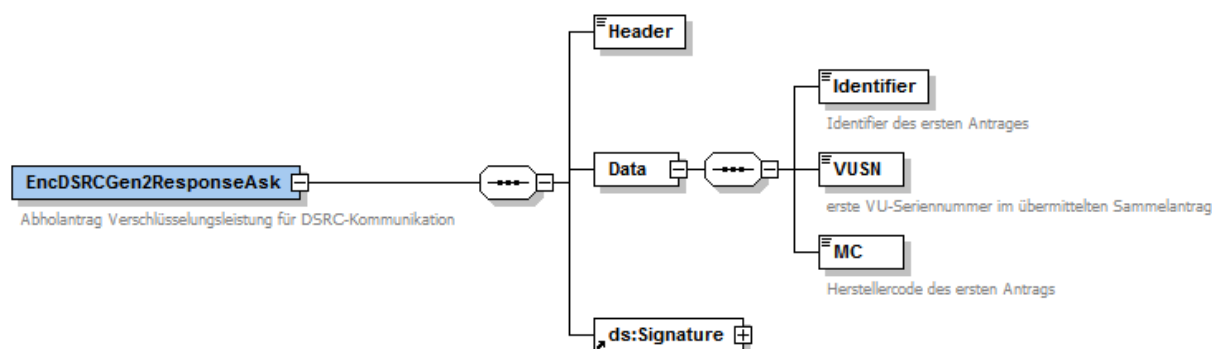 Header
Identifier
Identifier des ersten Antrages
EncDSRCGen2ResponseAsk
Abholantrag Verschlüsselungsleistung für DSRC-Kommunikation
Data
VUSN
erste VU-Seriennummer im übermittelten Sammelantrag
MC
Herstellercode des ersten Antrags
ds:Signature